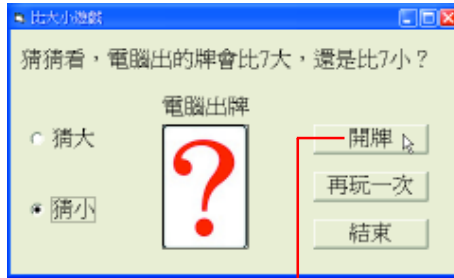 比大小遊戲
猜猜看，電腦出的牌會比7大，還是比7小？
電腦出牌
猜大
猜小
?
開牌
再玩一次
結束